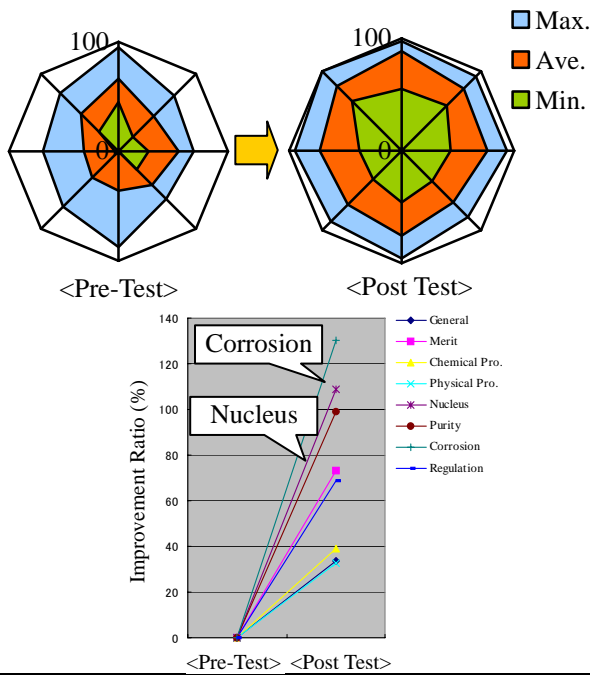 100
0
<Pre-Test>
100
0
<Post Test>
Max.
Ave.
Min.
Improvement Ratio (%)
140
120
100
80
60
40
20
0
Corrosion
Nucleus
<Pre-Test> <Post Test>
General
Merit
Chemical Pro.
Physical Pro.
Nucleus
Purity
Corrosion
Regulation